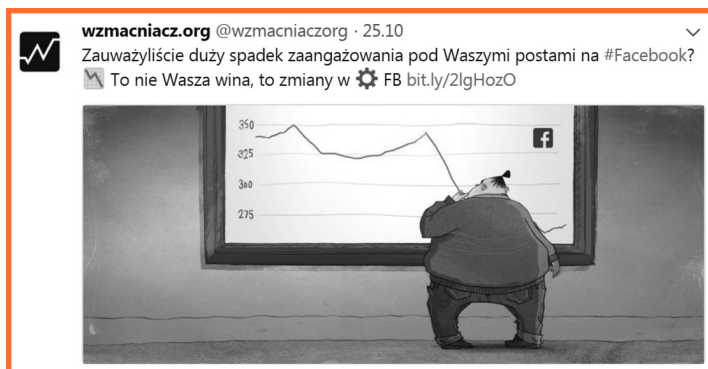 wzmacniacz.org @wzmacniaczorg · 25.10
Zauważyliście duży spadek zaangażowania pod Waszymi postami na #Facebook?
To nie Wasza wina, to zmiany w FB bit.ly/2lgHozO
350
325
300
275
f